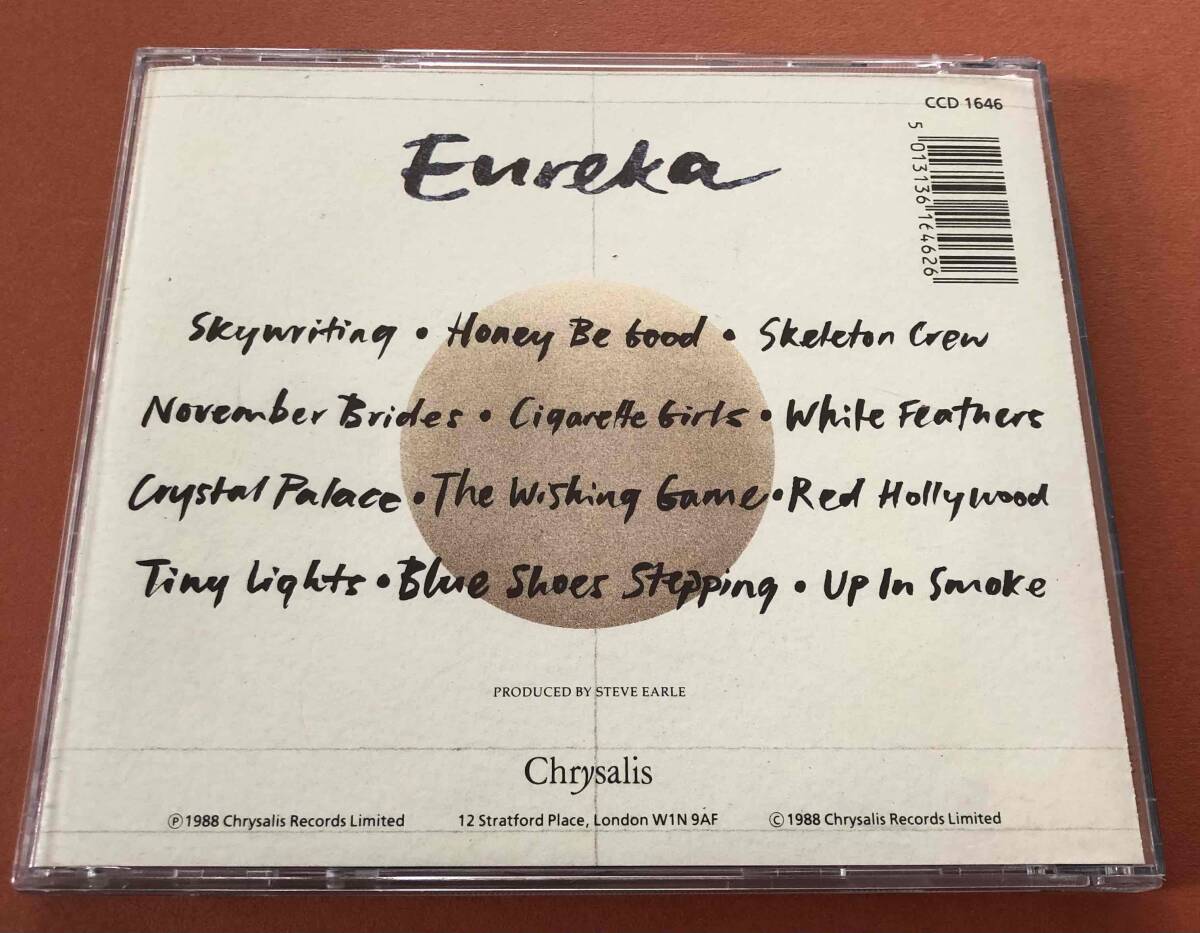 CCD 1646
5 013136 164626
Eureka
Skywriting • Honey Be Good • Skeleton Crew
November Brides • Cigarette Girls • White Feathers
Crystal Palace • The Wishing Game • Red Hollywood
Tiny Lights • Blue Shoes Stepping • Up In Smoke
PRODUCED BY STEVE EARLE
Chrysalis
℗ 1988 Chrysalis Records Limited 12 Stratford Place, London W1N 9AF © 1988 Chrysalis Records Limited